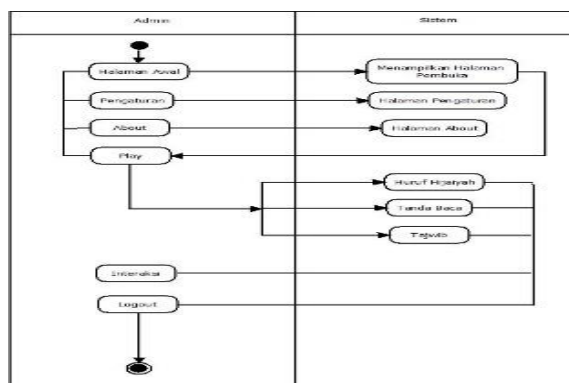 Admin
Sistem
Halaman Awal
Menampilkan Halaman
Pembuka
Pengaturan
Halaman Pengaturan
About
Halaman About
Play
Huruf Hijaiyah
Tanda Baca
Tajwib
Interaksi
Logout